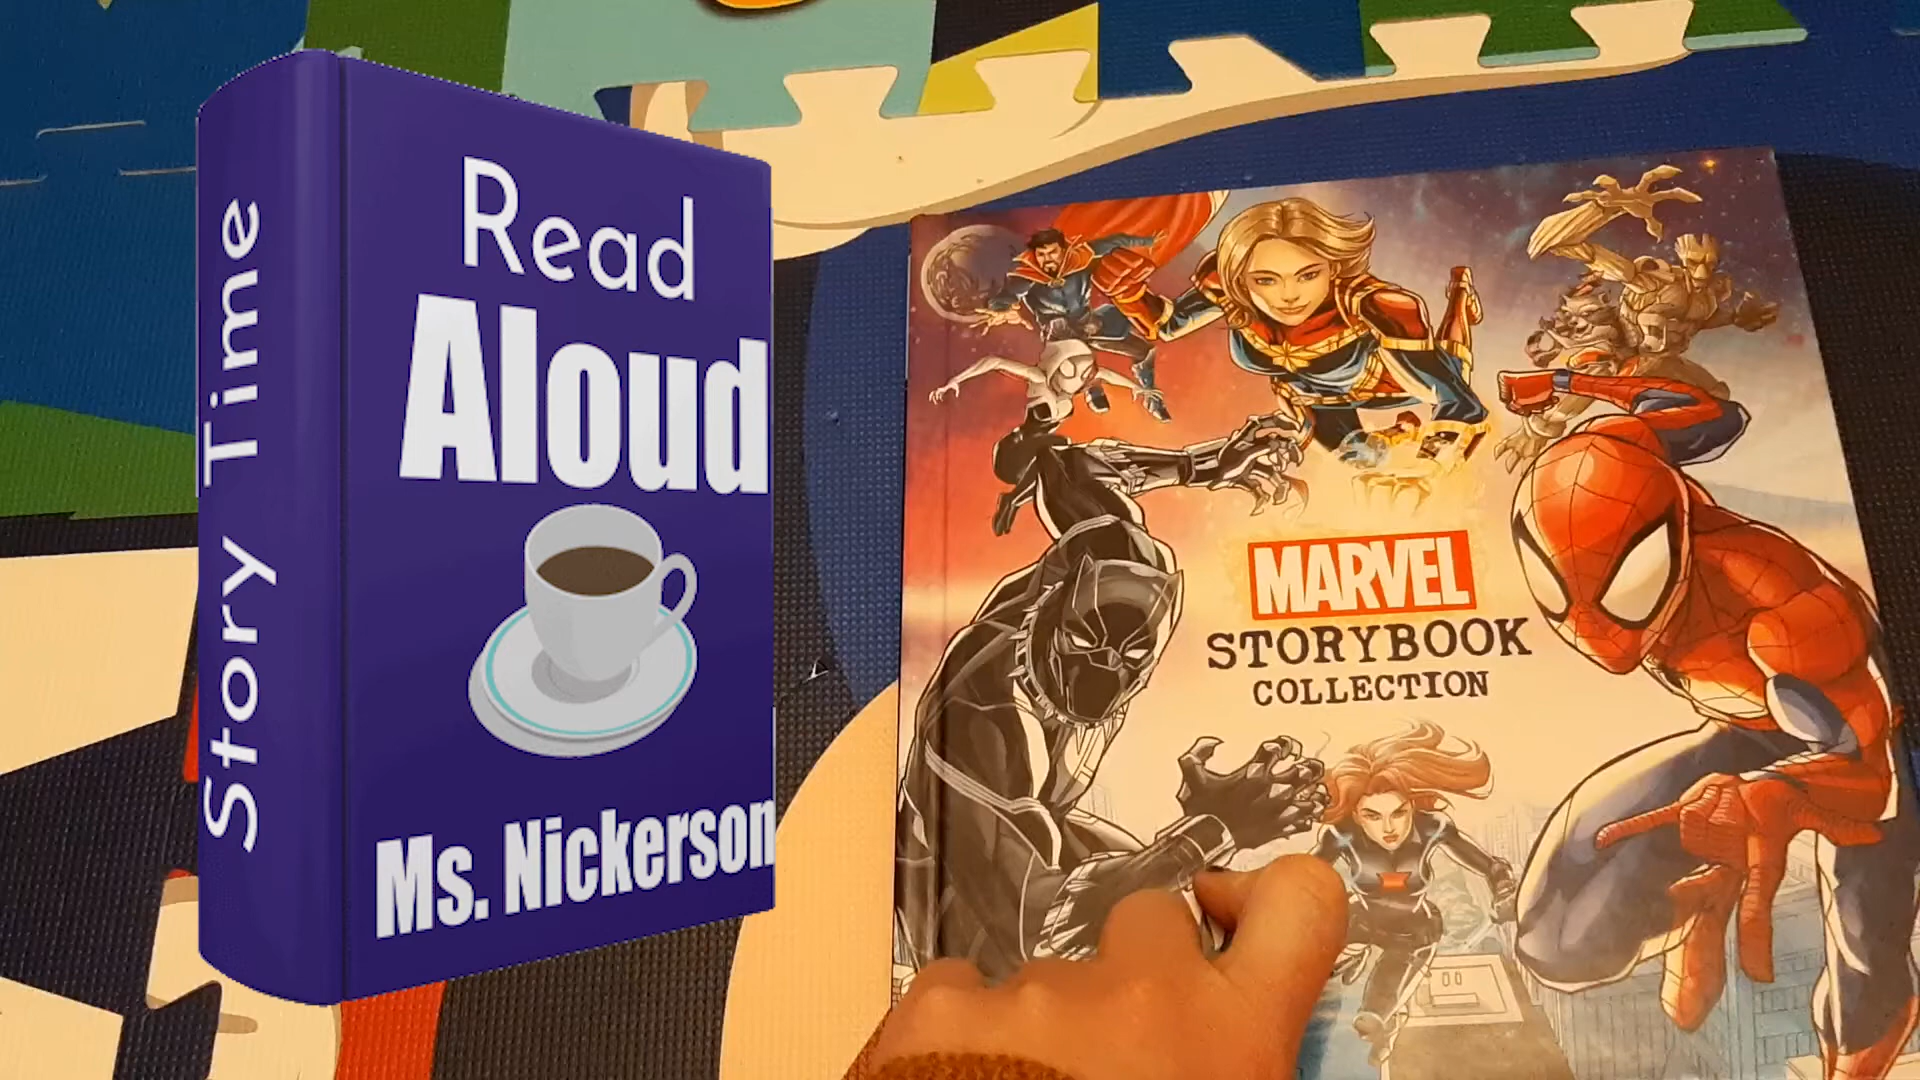 Story Time
Read
Aloud
Ms. Nickerson
MARVEL
STORYBOOK
COLLECTION